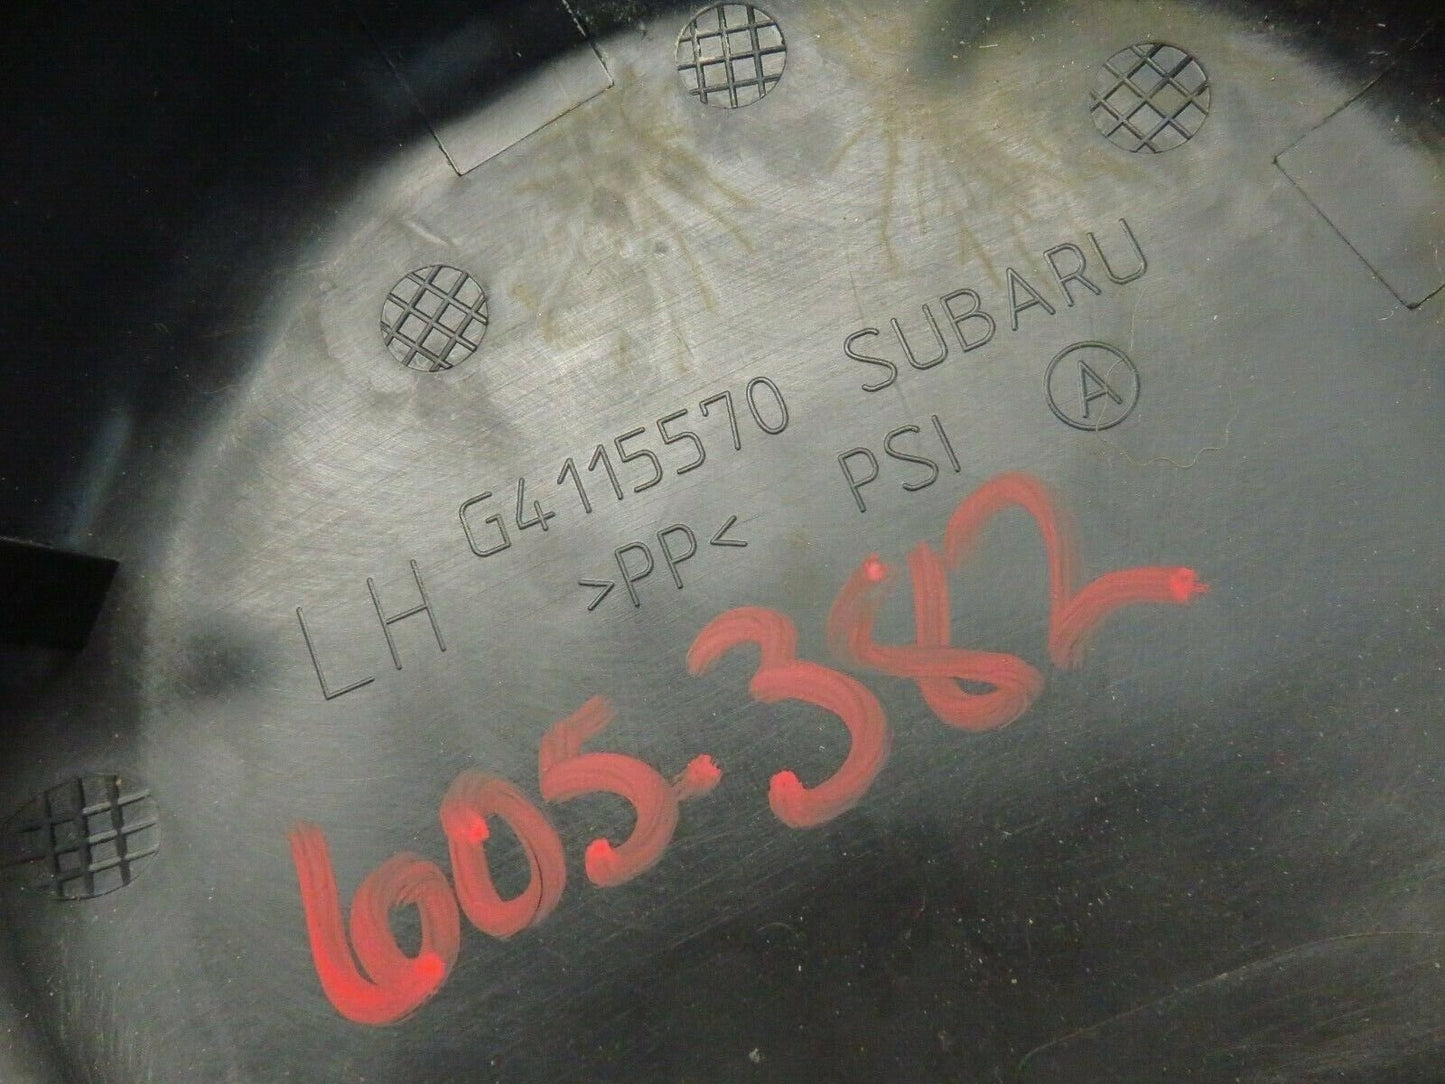 LH G4115570 SUBARU
>PP< PSI A
605-382